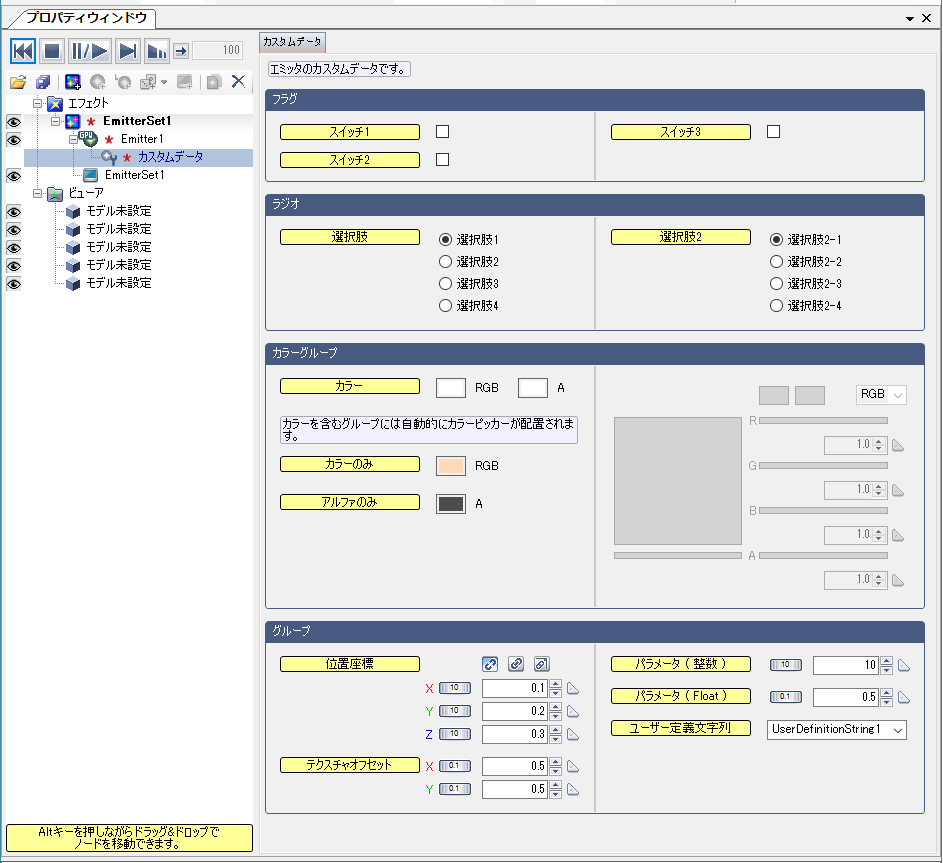 プロパティウィンドウ
100
エフェクト
EmitterSet1
GPU
Emitter1
カスタムデータ
EmitterSet1
ビューア
モデル未設定
モデル未設定
モデル未設定
モデル未設定
モデル未設定
Altキーを押しながらドラッグ&ドロップで
ノードを移動できます。
カスタムデータ
エミッタのカスタムデータです。
フラグ
スイッチ1
スイッチ3
スイッチ2
ラジオ
選択肢
選択肢1
選択肢2
選択肢3
選択肢4
選択肢2
選択肢2-1
選択肢2-2
選択肢2-3
選択肢2-4
カラーグループ
カラー RGB A
カラーを含むグループには自動的にカラーピッカーが配置されま
す。
カラーのみ RGB
アルファのみ A
RGB
R
1.0
G
1.0
B
1.0
A
1.0
グループ
位置座標
X 10 0.1
Y 10 0.2
Z 10 0.3
テクスチャオフセット X 0.1 0.5
Y 0.1 0.5
パラメータ ( 整数 ) 10 10
パラメータ ( Float ) 0.1 0.5
ユーザー定義文字列 UserDefinitionString1